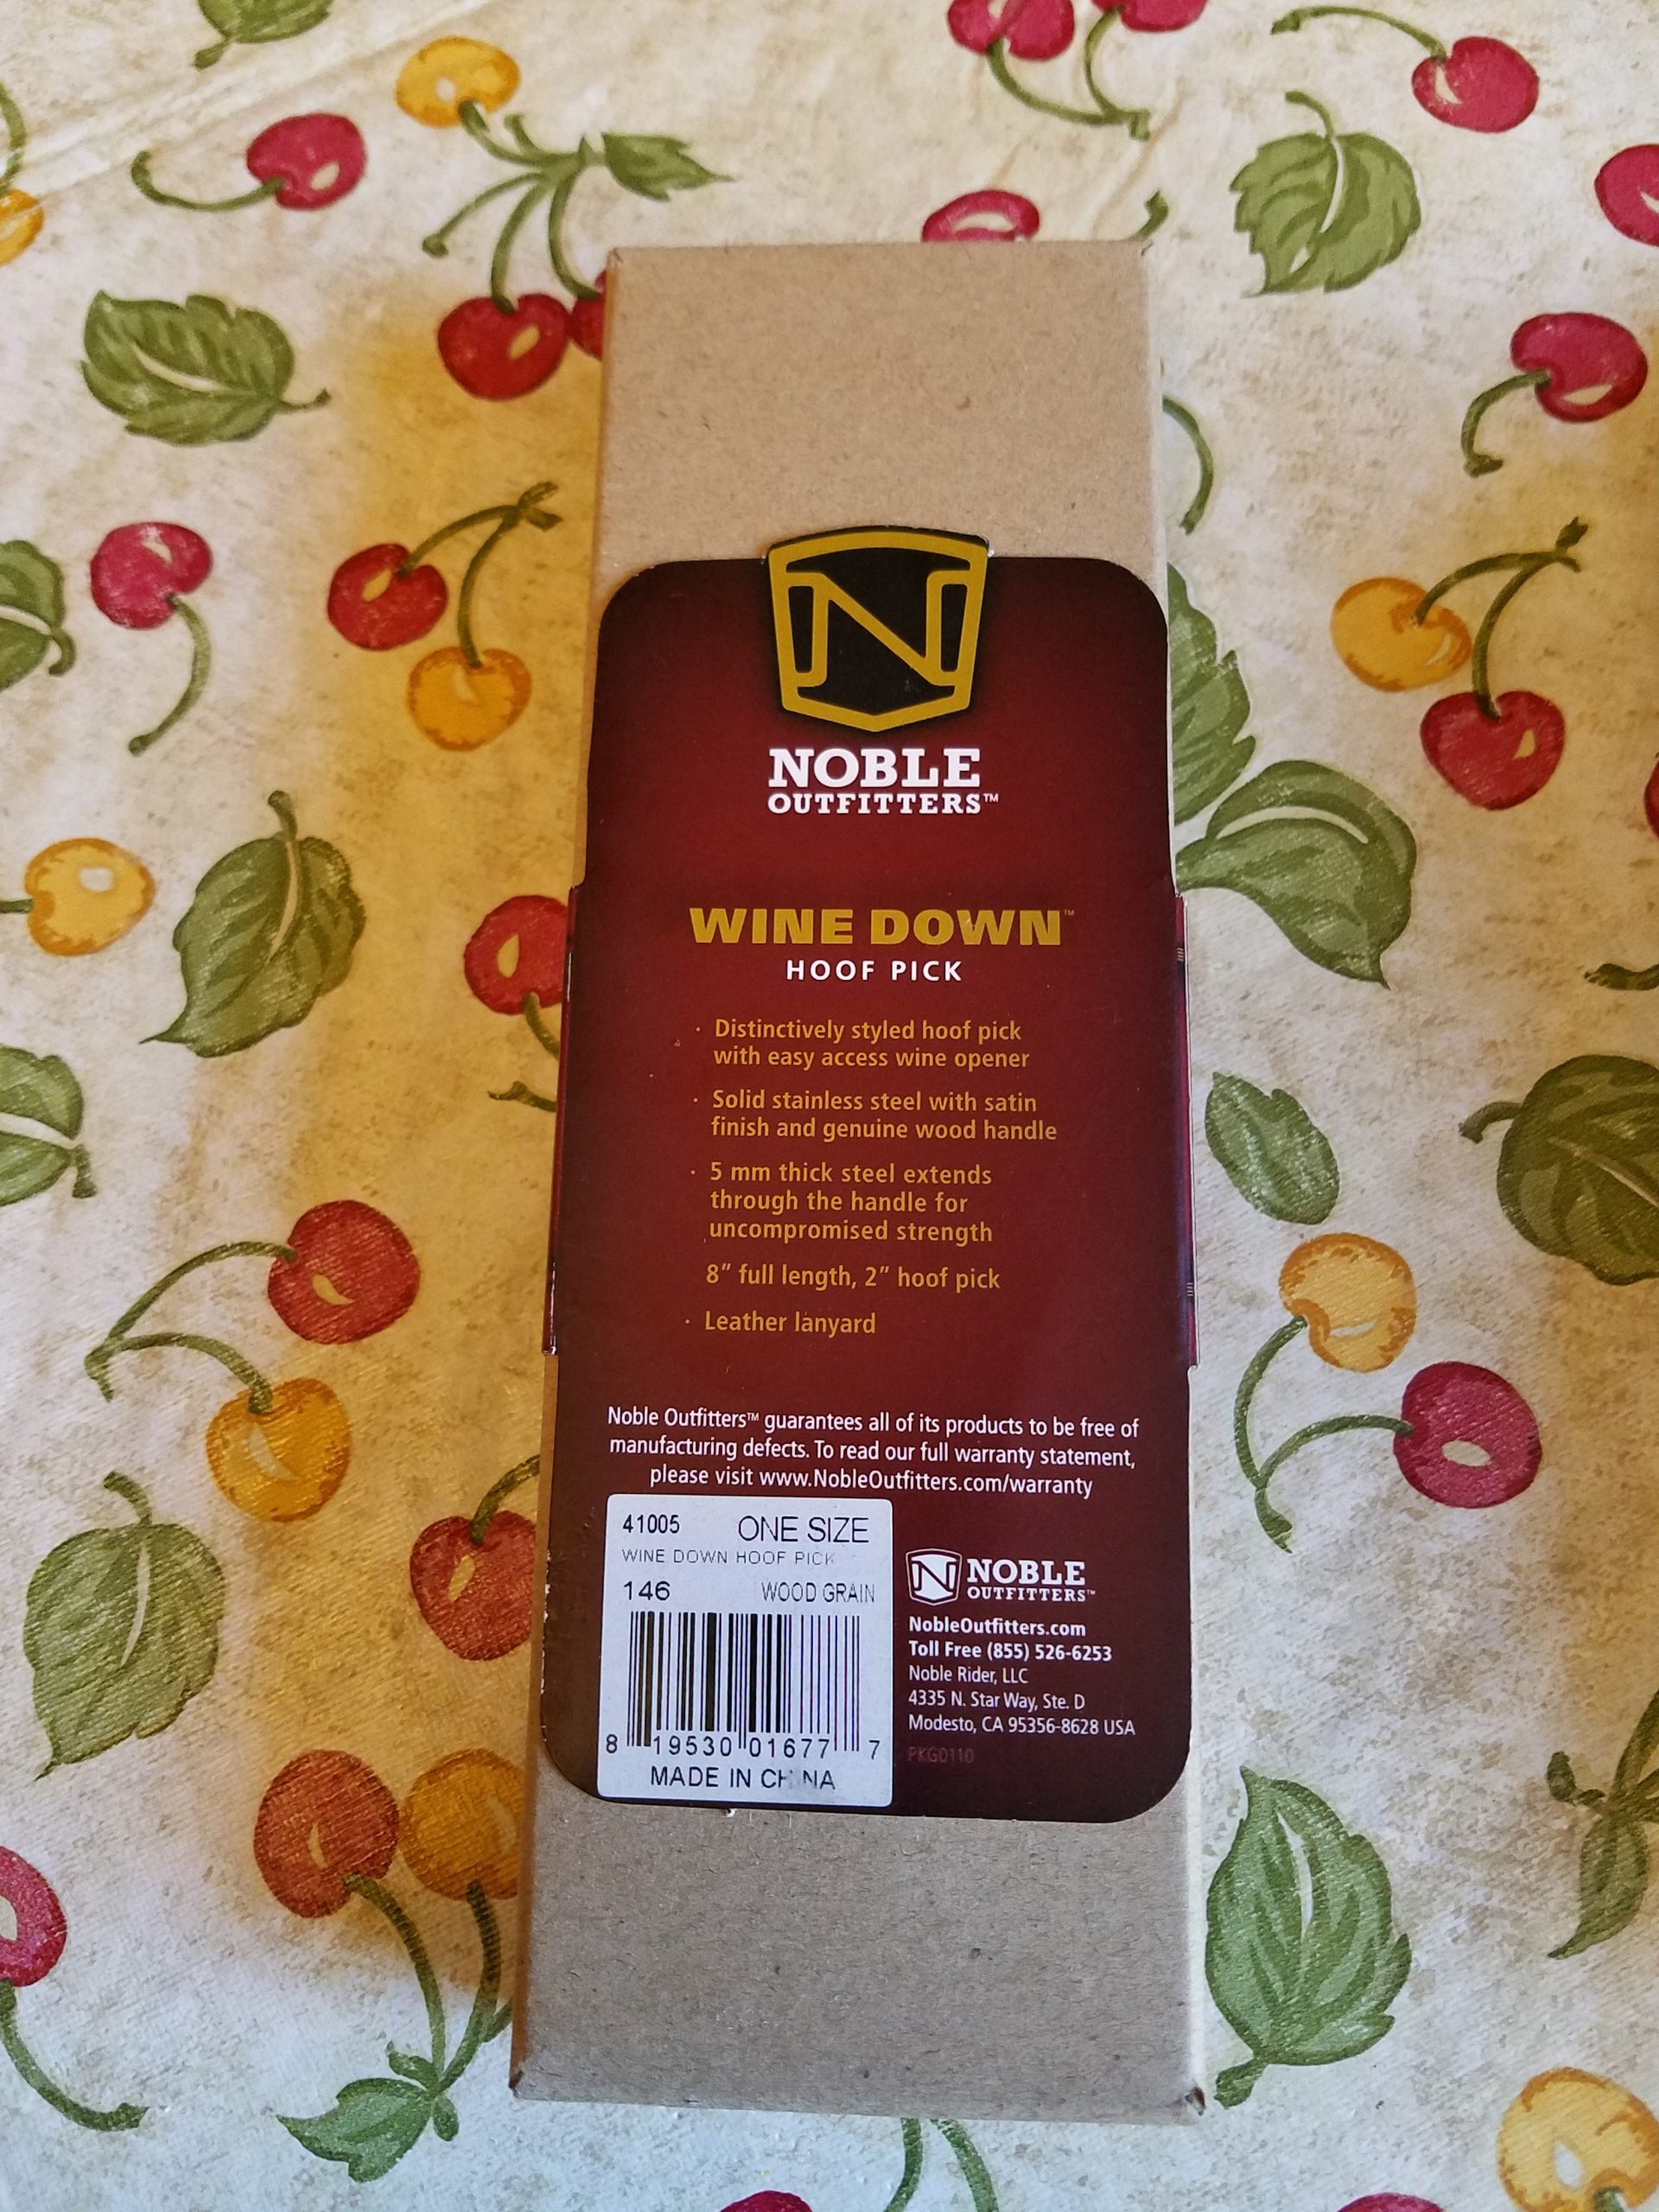 N
NOBLE
OUTFITTERS™
WINE DOWN™
HOOF PICK
· Distinctively styled hoof pick
with easy access wine opener
· Solid stainless steel with satin
finish and genuine wood handle
· 5 mm thick steel extends
through the handle for
uncompromised strength
8” full length, 2” hoof pick
· Leather lanyard
Noble Outfitters™ guarantees all of its products to be free of
manufacturing defects. To read our full warranty statement,
please visit www.NobleOutfitters.com/warranty
41005 ONE SIZE
WINE DOWN HOOF PICK
146 WOOD GRAIN
8 19530 01677 7
MADE IN CHINA
N NOBLE
OUTFITTERS™
NobleOutfitters.com
Toll Free (855) 526-6253
Noble Rider, LLC
4335 N. Star Way, Ste. D
Modesto, CA 95356-8628 USA
PKG0110